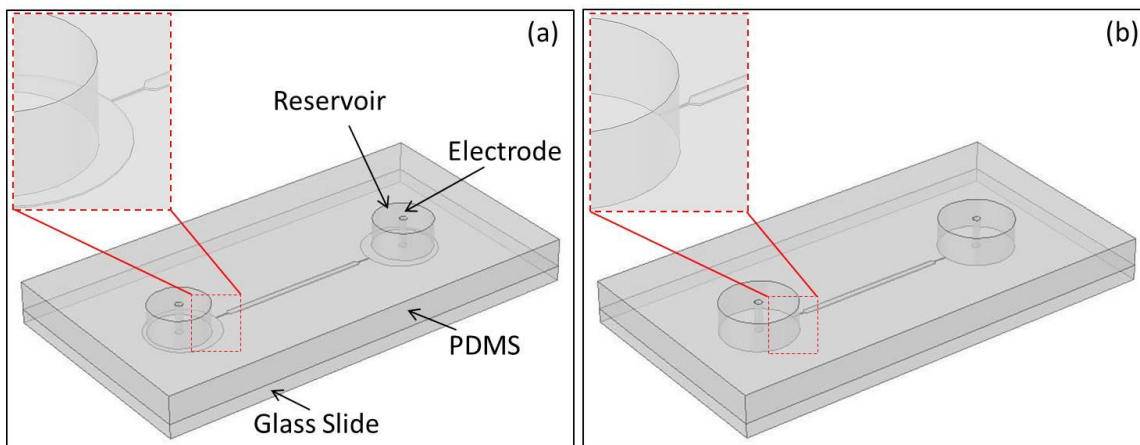 (a)
Reservoir
Electrode
PDMS
Glass Slide
(b)